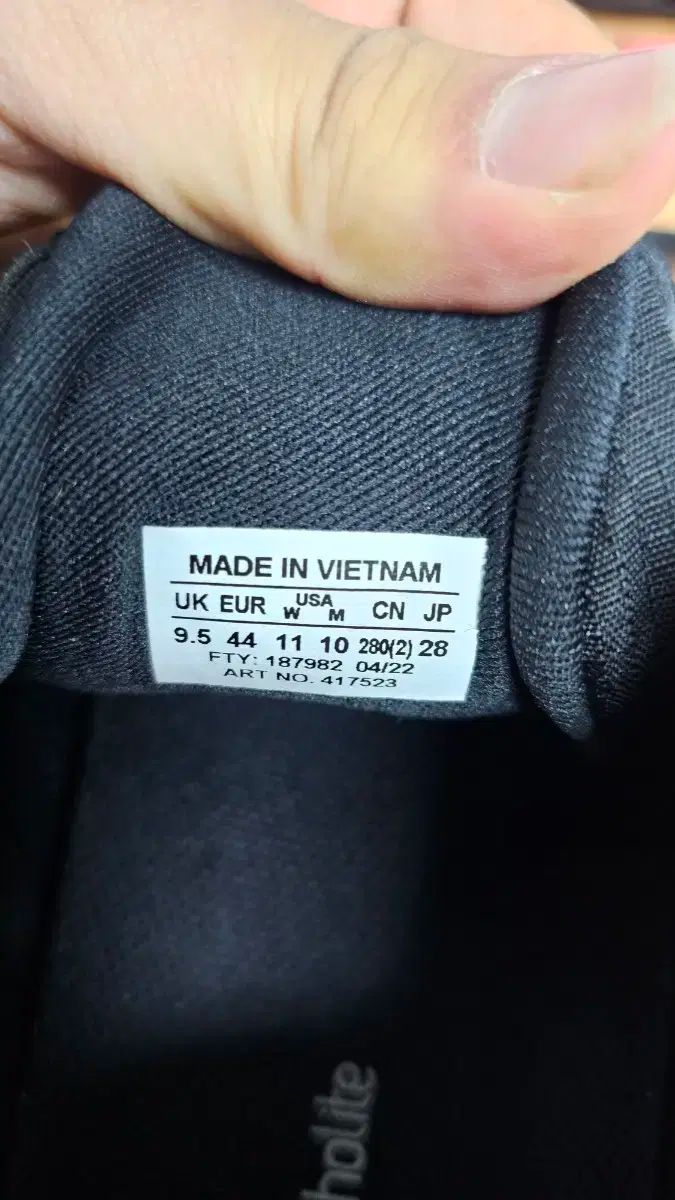 MADE IN VIETNAM
UK EUR USA W M CN JP
9.5 44 11 10 280(2) 28
FTY: 187982 04/22
ART NO. 417523
holite